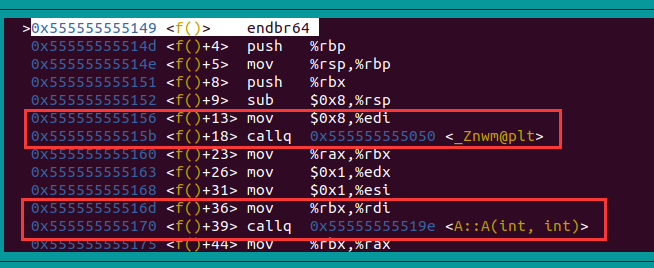 >0x555555555149 <f()> endbr64
0x55555555514d <f()+4> push %rbp
0x55555555514e <f()+5> mov %rsp,%rbp
0x555555555151 <f()+8> push %rbx
0x555555555152 <f()+9> sub $0x8,%rsp
0x555555555156 <f()+13> mov $0x8,%edi
0x55555555515b <f()+18> callq 0x555555555050 <_Znwm@plt>
0x555555555160 <f()+23> mov %rax,%rbx
0x555555555163 <f()+26> mov $0x1,%edx
0x555555555168 <f()+31> mov $0x1,%esi
0x55555555516d <f()+36> mov %rbx,%rdi
0x555555555170 <f()+39> callq 0x55555555519e <A::A(int, int)>
0x555555555175 <f()+44> mov %rbx,%rax